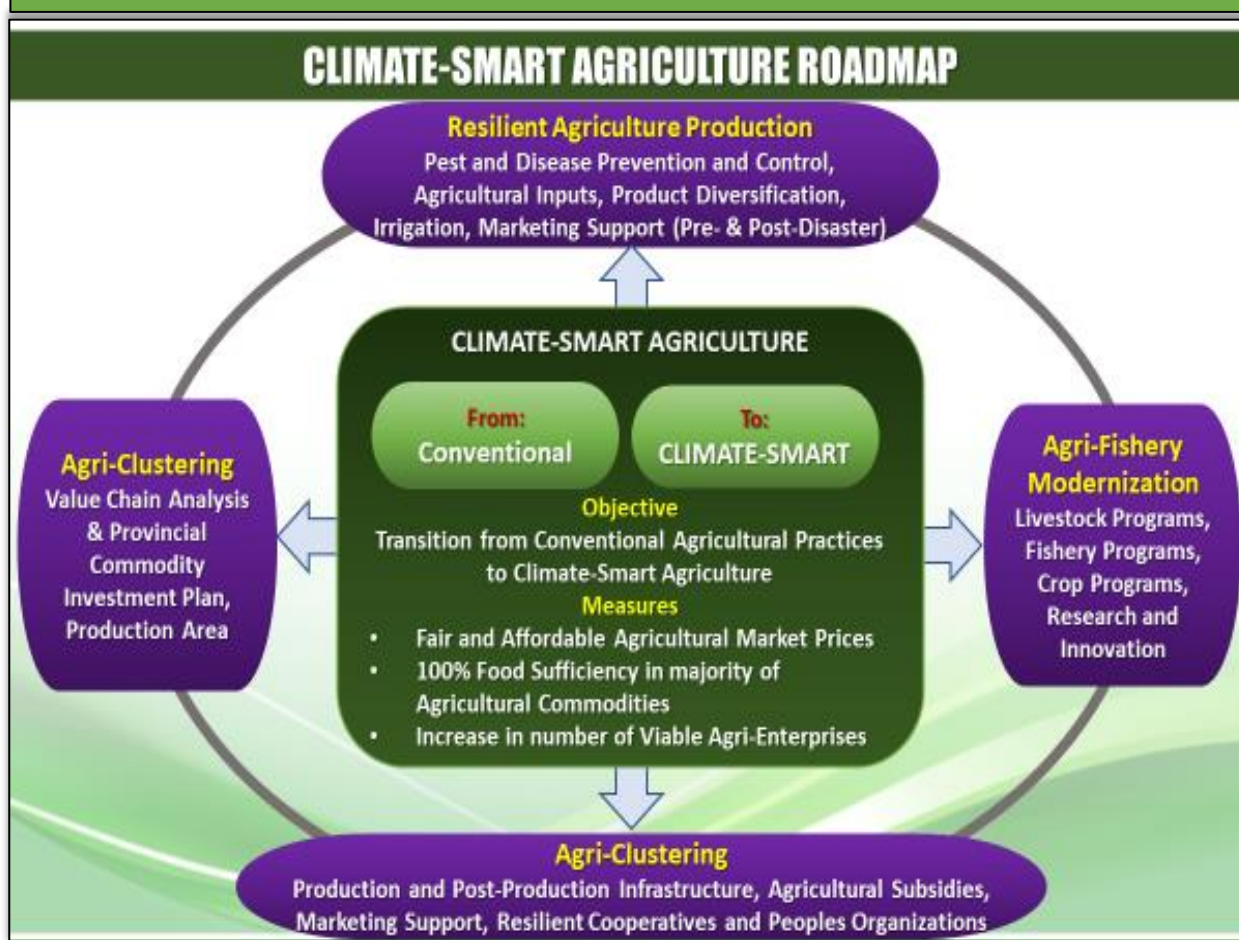 CLIMATE-SMART AGRICULTURE ROADMAP
Resilient Agriculture Production
Pest and Disease Prevention and Control,
Agricultural Inputs, Product Diversification,
Irrigation, Marketing Support (Pre- & Post-Disaster)
CLIMATE-SMART AGRICULTURE
From:
Conventional
To:
CLIMATE-SMART
Objective
Transition from Conventional Agricultural Practices
to Climate-Smart Agriculture
Measures
• Fair and Affordable Agricultural Market Prices
• 100% Food Sufficiency in majority of
Agricultural Commodities
• Increase in number of Viable Agri-Enterprises
Agri-Clustering
Value Chain Analysis
& Provincial
Commodity
Investment Plan,
Production Area
Agri-Fishery
Modernization
Livestock Programs,
Fishery Programs,
Crop Programs,
Research and
Innovation
Agri-Clustering
Production and Post-Production Infrastructure, Agricultural Subsidies,
Marketing Support, Resilient Cooperatives and Peoples Organizations